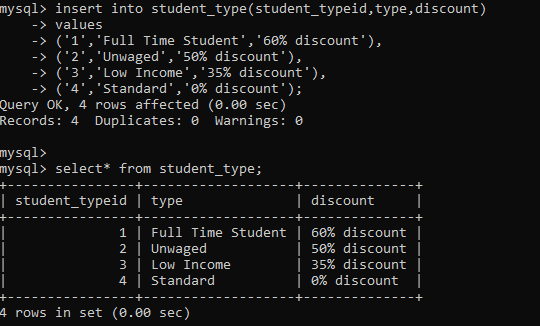 mysql> insert into student_type(student_typeid,type,discount)
    -> values
    -> ('1','Full Time Student','60% discount'),
    -> ('2','Unwaged','50% discount'),
    -> ('3','Low Income','35% discount'),
    -> ('4','Standard','0% discount');
Query OK, 4 rows affected (0.00 sec)
Records: 4  Duplicates: 0  Warnings: 0
mysql>
mysql> select* from student_type;
+----------------+-------------------+--------------+
| student_typeid | type              | discount     |
+----------------+-------------------+--------------+
|              1 | Full Time Student | 60% discount |
|              2 | Unwaged           | 50% discount |
|              3 | Low Income        | 35% discount |
|              4 | Standard          | 0% discount  |
+----------------+-------------------+--------------+
4 rows in set (0.00 sec)